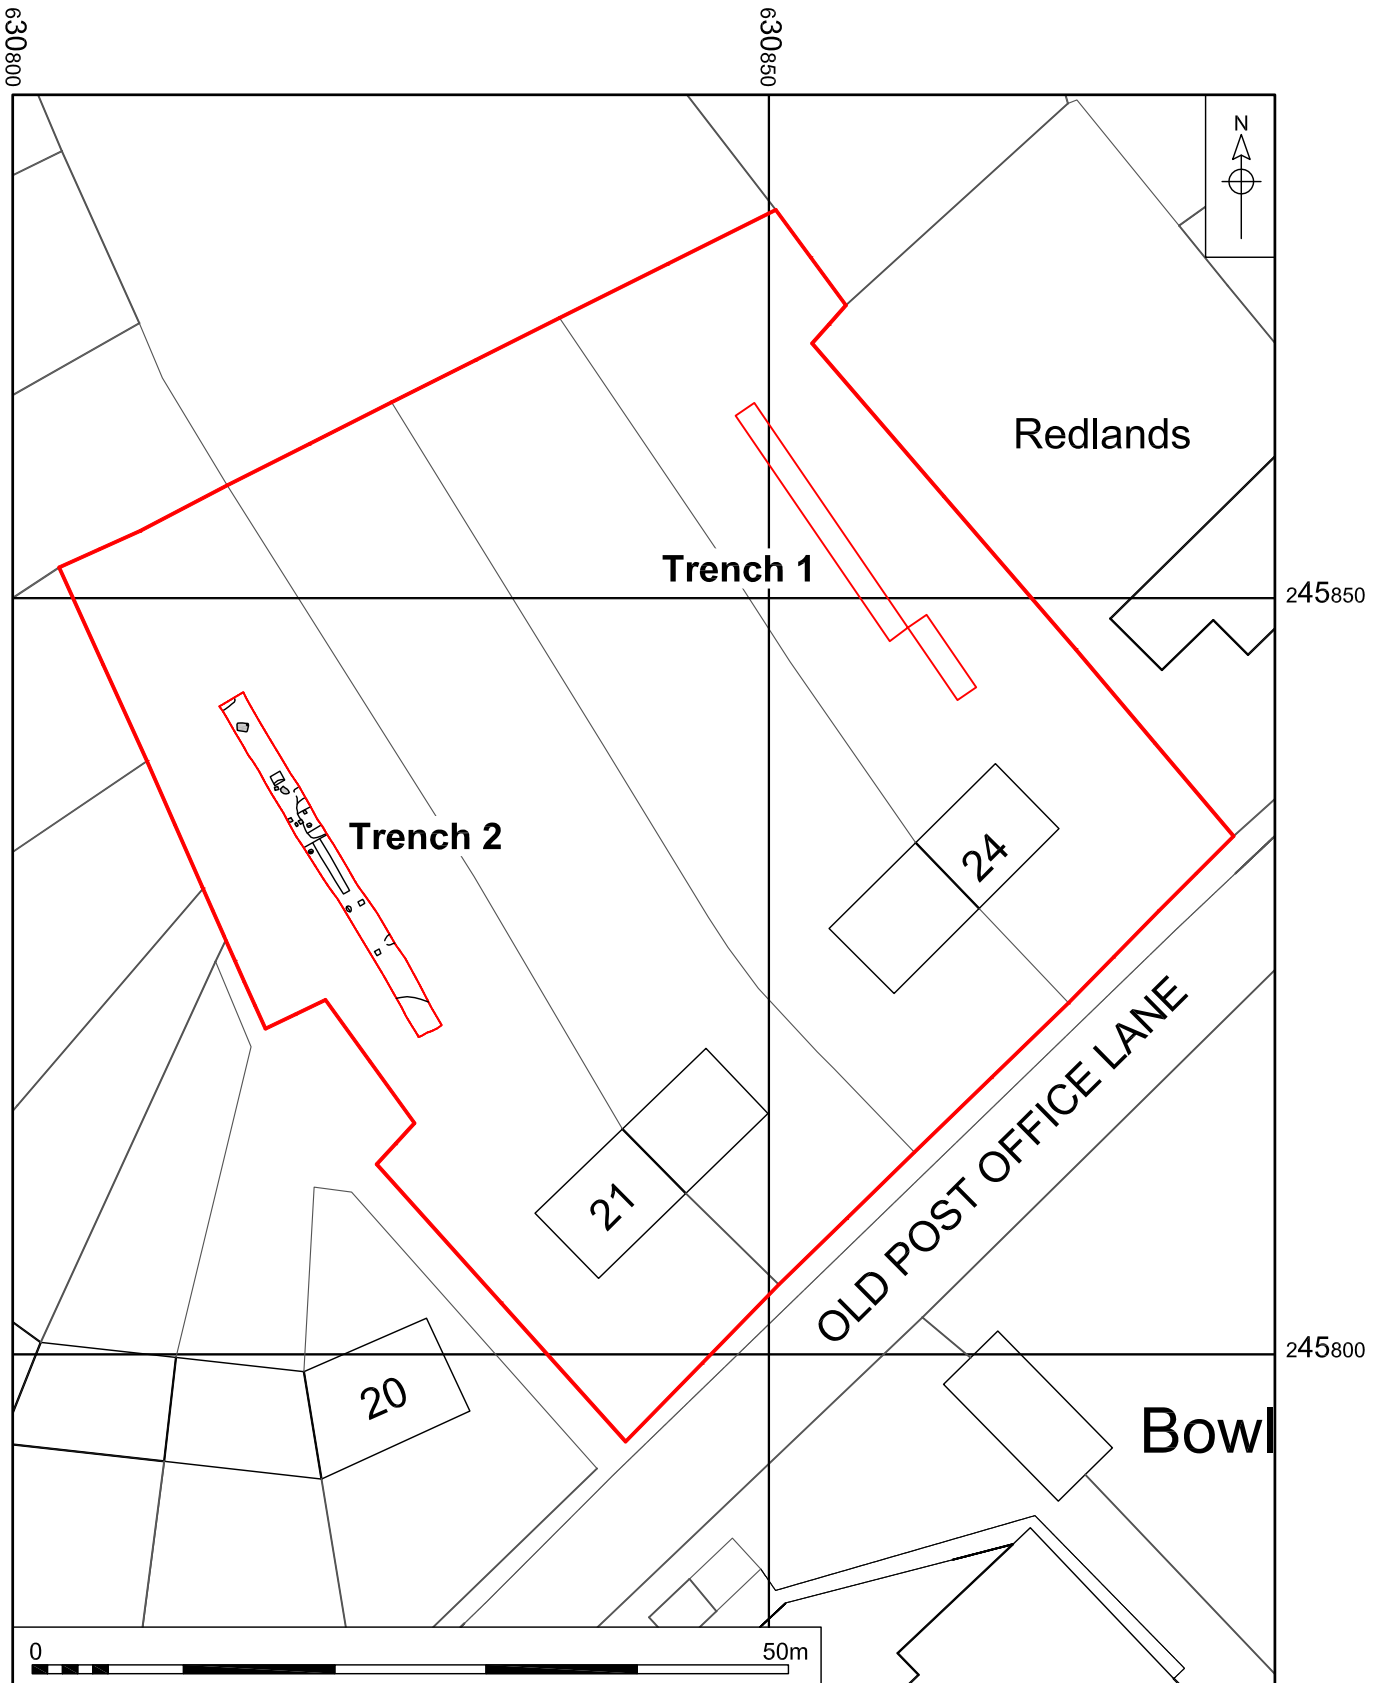 630800
630850
N
Redlands
Trench 1
245850
Trench 2
24
OLD POST OFFICE LANE
21
245800
20
Bowl
0
50m